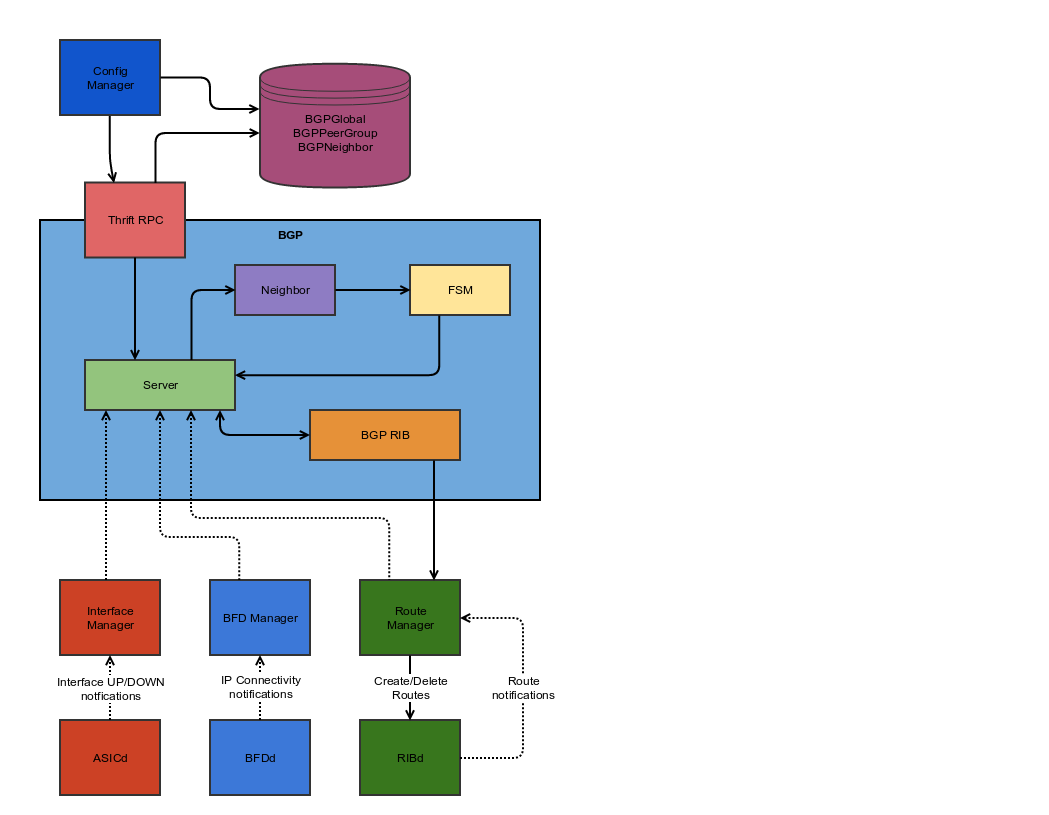 Config
Manager
BGPGlobal
BGPPeerGroup
BGPNeighbor
Thrift RPC
BGP
Neighbor
FSM
Server
BGP RIB
Interface
Manager
BFD Manager
Route
Manager
Interface UP/DOWN
notfications
IP Connectivity
notifications
Create/Delete
Routes
Route
notifications
ASICd
BFDd
RIBd